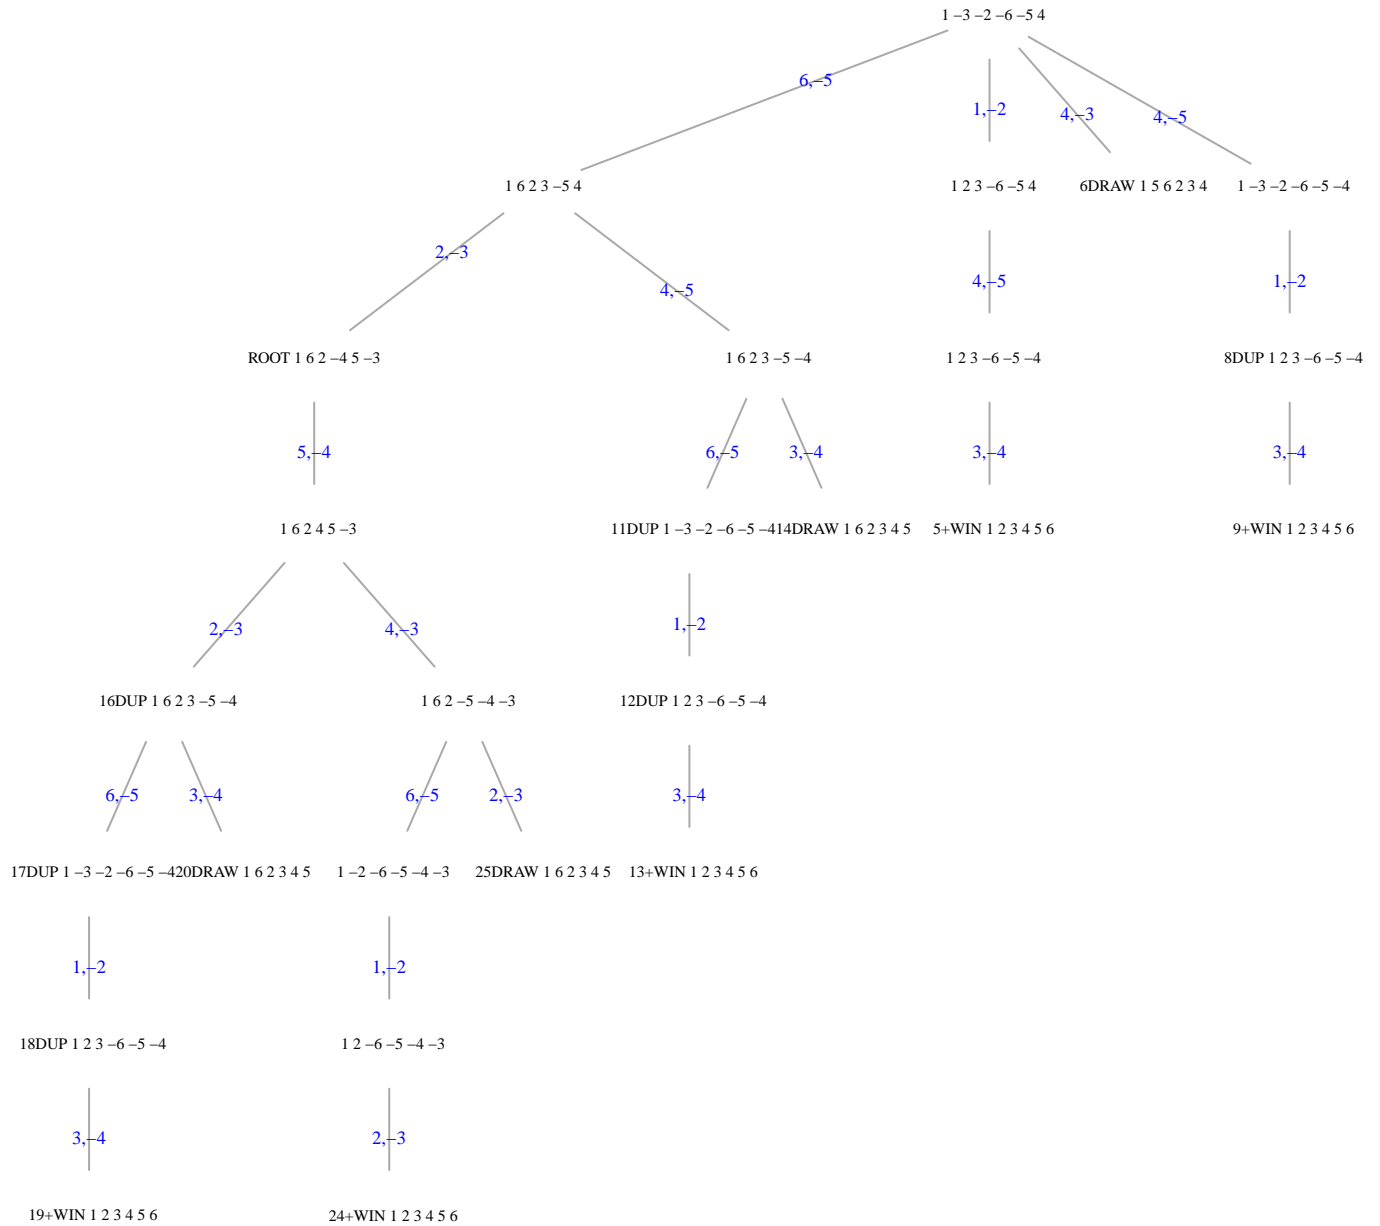 1 –3 –2 –6 –5 4
6,–5
1,–2
4,–3
4,–5
1 6 2 3 –5 4
1 2 3 –6 –5 4
6DRAW 1 5 6 2 3 4
1 –3 –2 –6 –5 –4
2,–3
4,–5
4,–5
1,–2
ROOT 1 6 2 –4 5 –3
1 6 2 3 –5 –4
1 2 3 –6 –5 –4
8DUP 1 2 3 –6 –5 –4
5,–4
6,–5
3,–4
3,–4
3,–4
1 6 2 4 5 –3
11DUP 1 –3 –2 –6 –5 –414DRAW 1 6 2 3 4 5
5+WIN 1 2 3 4 5 6
9+WIN 1 2 3 4 5 6
2,–3
4,–3
1,–2
16DUP 1 6 2 3 –5 –4
1 6 2 –5 –4 –3
12DUP 1 2 3 –6 –5 –4
6,–5
3,–4
6,–5
2,–3
3,–4
17DUP 1 –3 –2 –6 –5 –420DRAW 1 6 2 3 4 5
1 –2 –6 –5 –4 –3
25DRAW 1 6 2 3 4 5
13+WIN 1 2 3 4 5 6
1,–2
1,–2
18DUP 1 2 3 –6 –5 –4
1 2 –6 –5 –4 –3
3,–4
2,–3
19+WIN 1 2 3 4 5 6
24+WIN 1 2 3 4 5 6